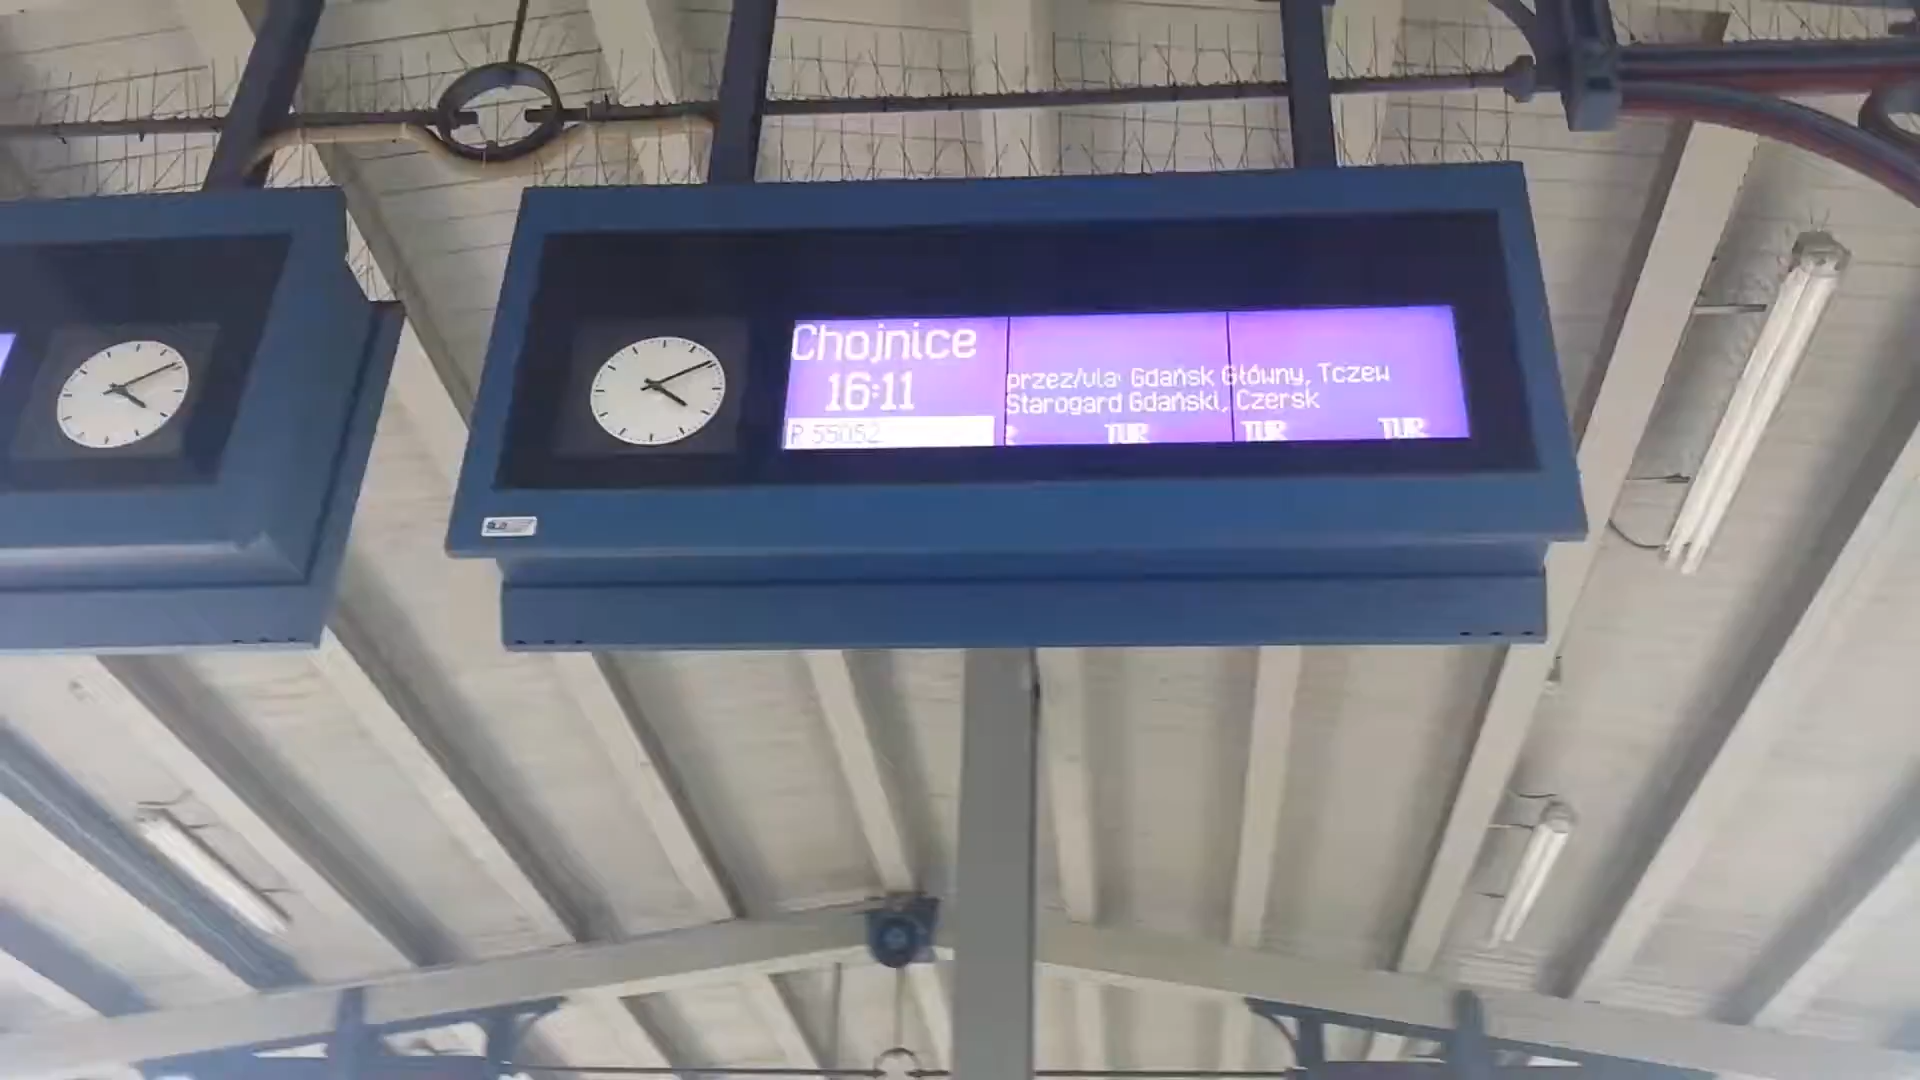 Chojnice
16:11
przez/via: Gdańsk Główny, Tczew
Starogard Gdański, Czersk
R 55052
TUR TUR TUR